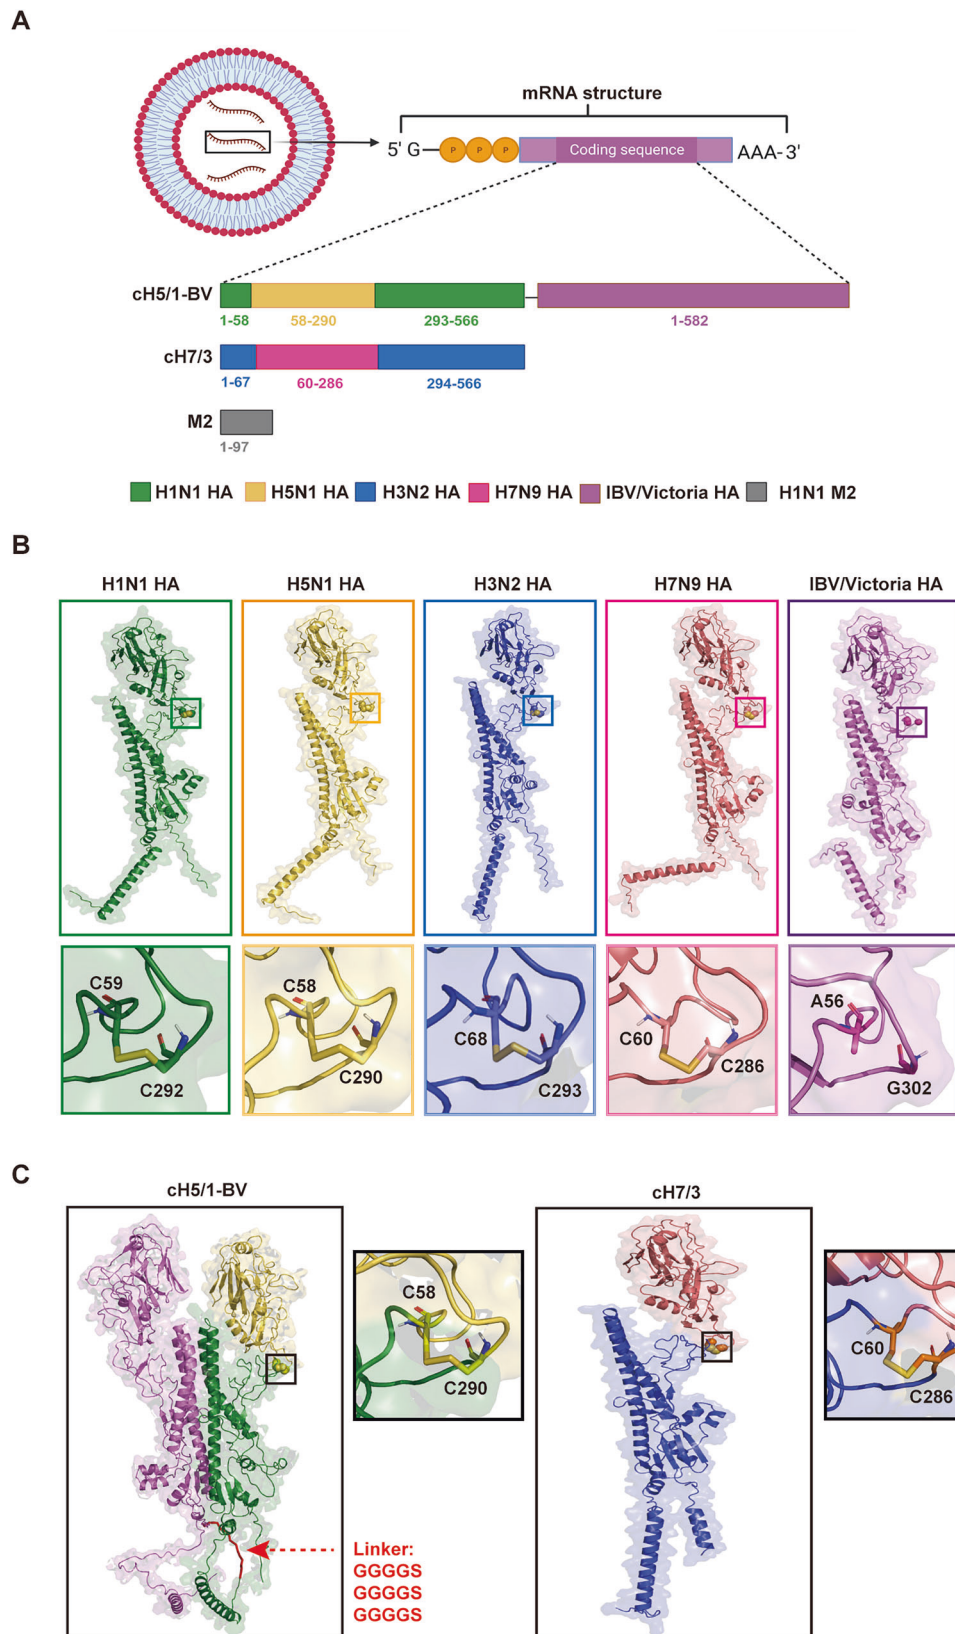 A
mRNA structure
5' G
P P P
Coding sequence
AAA- 3'
cH5/1-BV
1-58 58-290 293-566 1-582
cH7/3
1-67 60-286 294-566
M2
1-97
H1N1 HA H5N1 HA H3N2 HA H7N9 HA IBV/Victoria HA H1N1 M2
B
H1N1 HA H5N1 HA H3N2 HA H7N9 HA IBV/Victoria HA
C59 C292
C58 C290
C68 C293
C60 C286
A56 G302
C
cH5/1-BV
C58
C290
Linker:
GGGGS
GGGGS
GGGGS
cH7/3
C60
C286